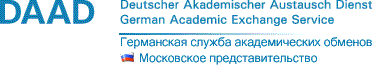 DAAD
Deutscher Akademischer Austausch Dienst
German Academic Exchange Service
Германская служба академических обменов
Московское представительство